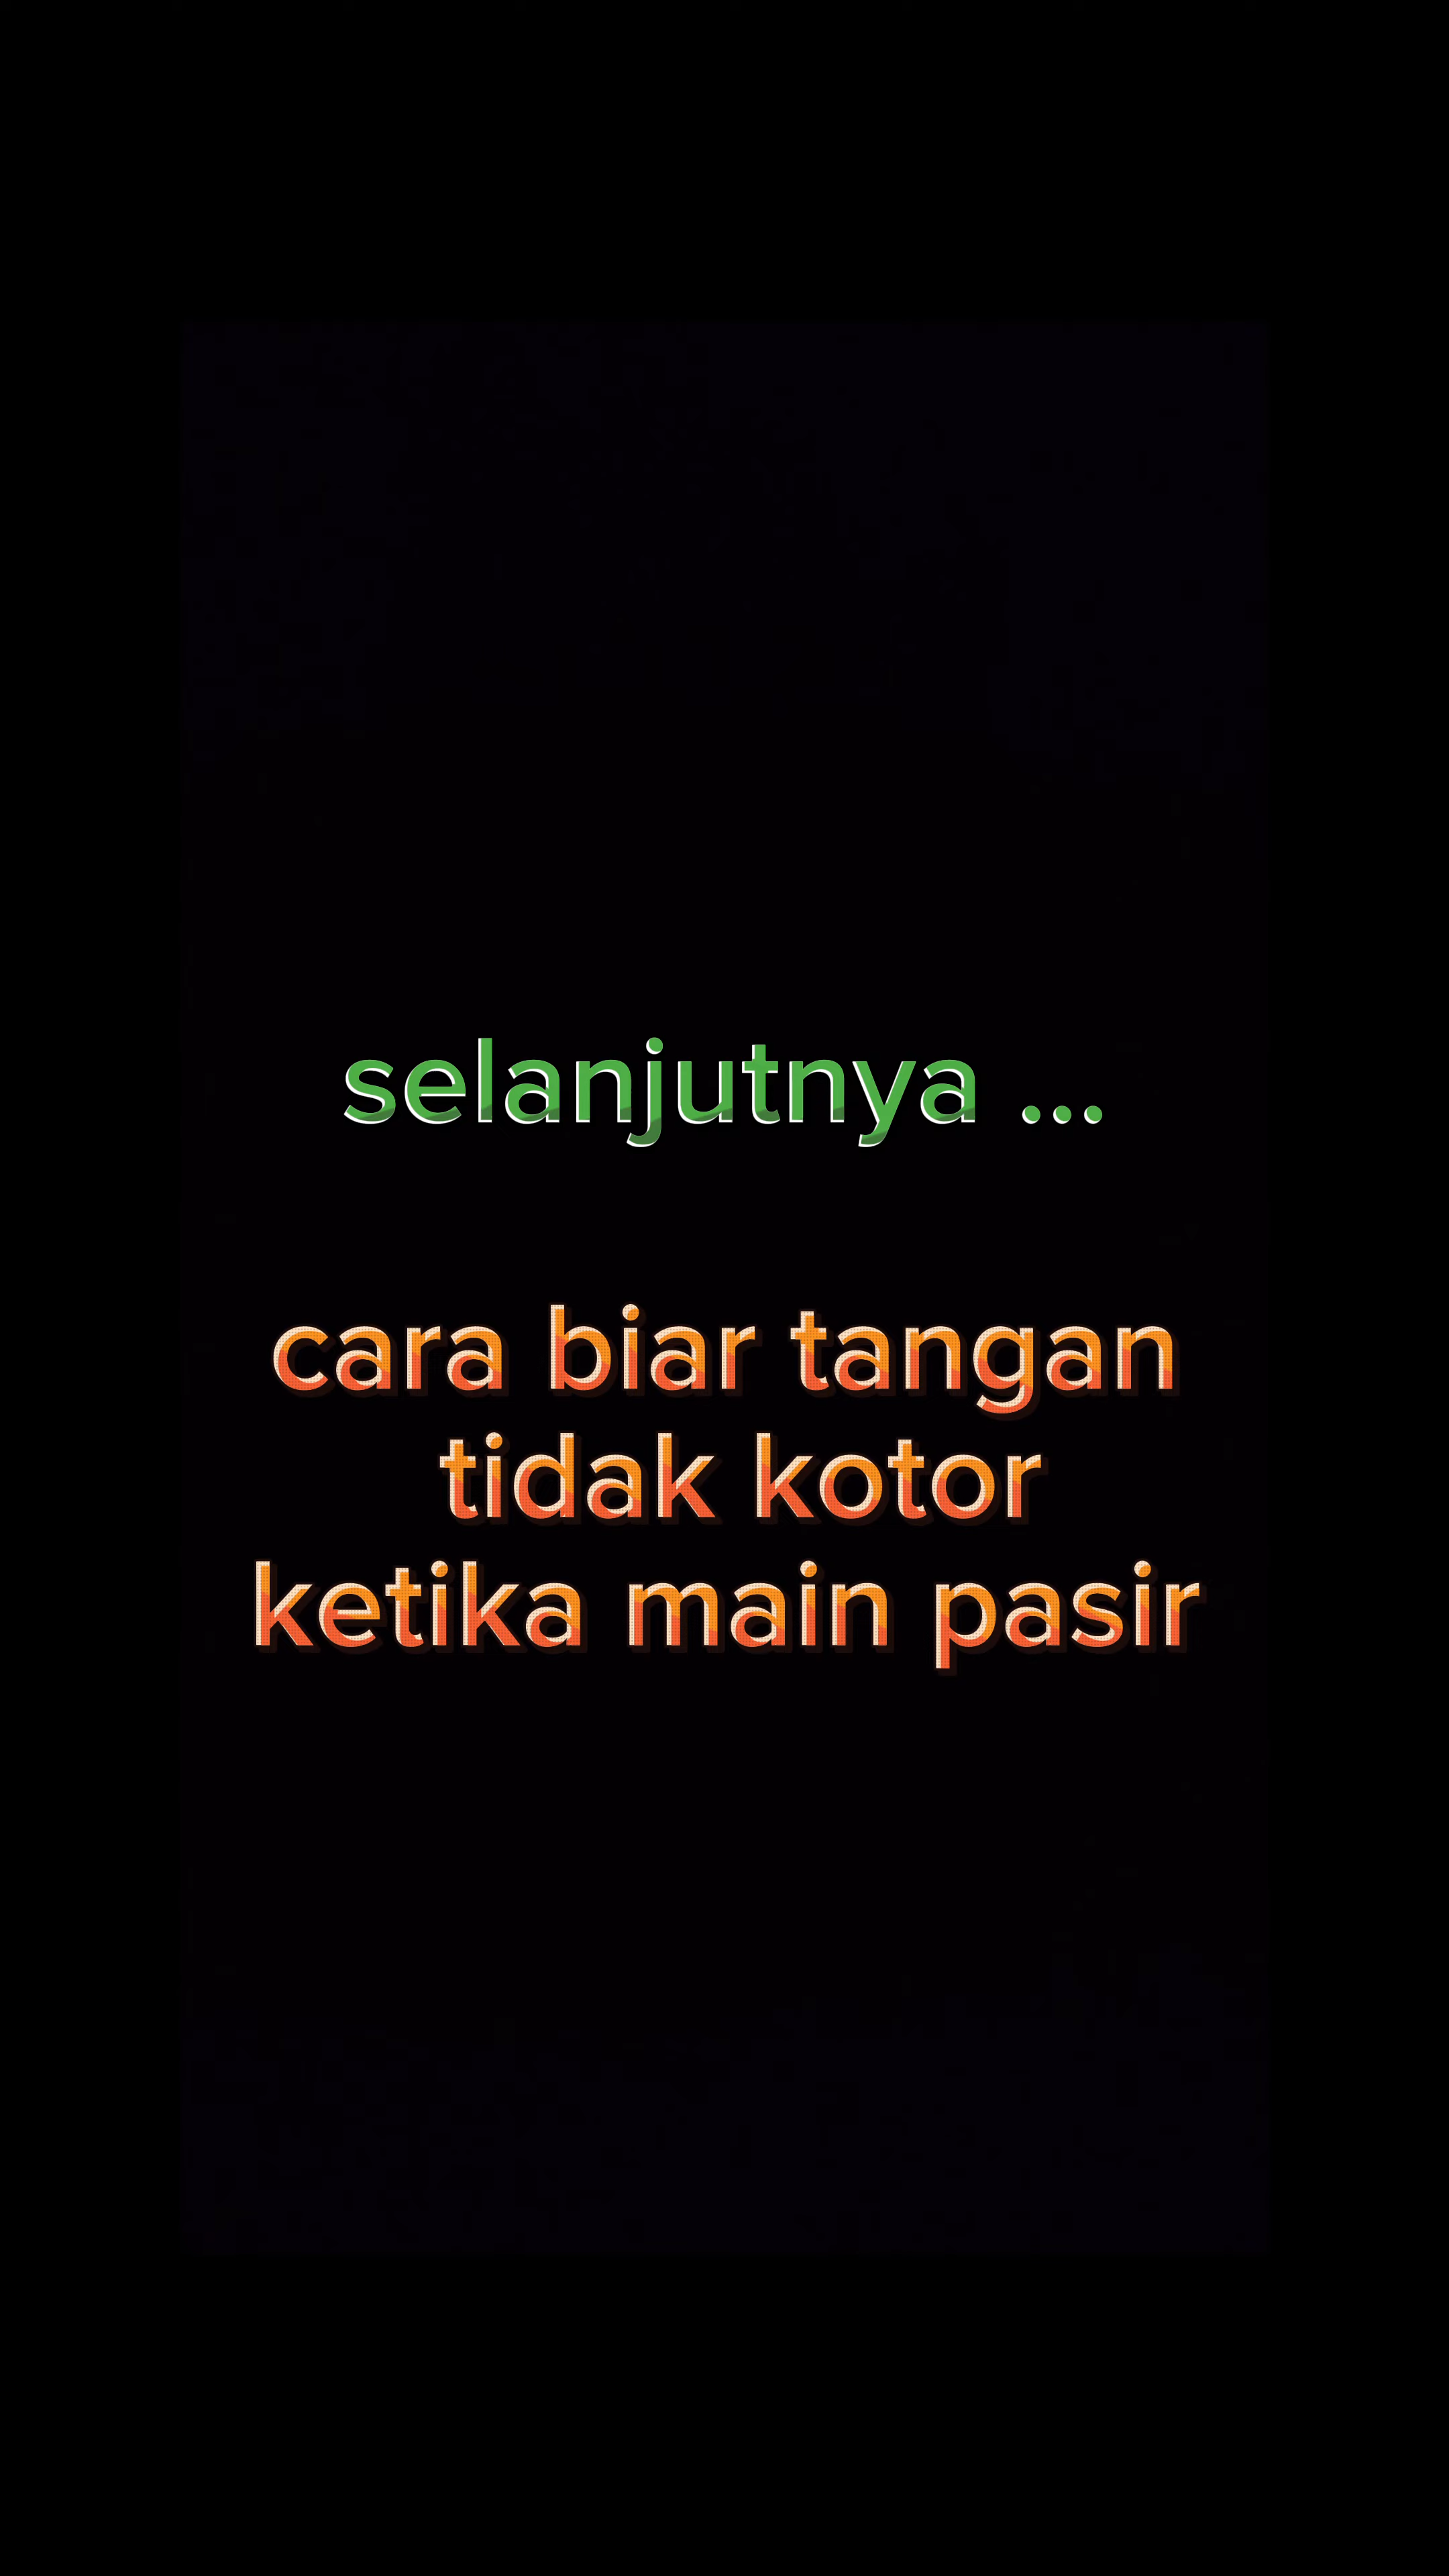 selanjutnya ...
cara biar tangan
tidak kotor
ketika main pasir